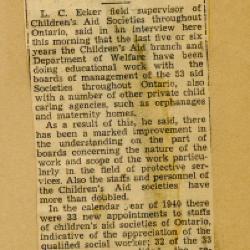 L. C. Ecker field supervisor of
Children's Aid Societies throughout
Ontario, said in an interview here
this morning that the last five or six
years the Children's Aid branch and
Department of Welfare have been
doing educational work with the
boards of management of the 53 aid
Societies throughout Ontario, also
with a number of other private child
caring agencies, such as orphanages
and maternity homes.
As a result of this, he said, there
has been a marked improvement in
the understanding on the part of
boards concerning the nature of the
work and scope of the work particu-
larly in the field of protective ser-
vices. Also the staffs and personnel of
the Children's Aid societies have
more than doubled.
In the calendar year of 1940 there
were 33 new appointments to staffs
of children's aid societies of Ontario,
indicative of the appreciation of the
qualified social worker; 32 of the 53